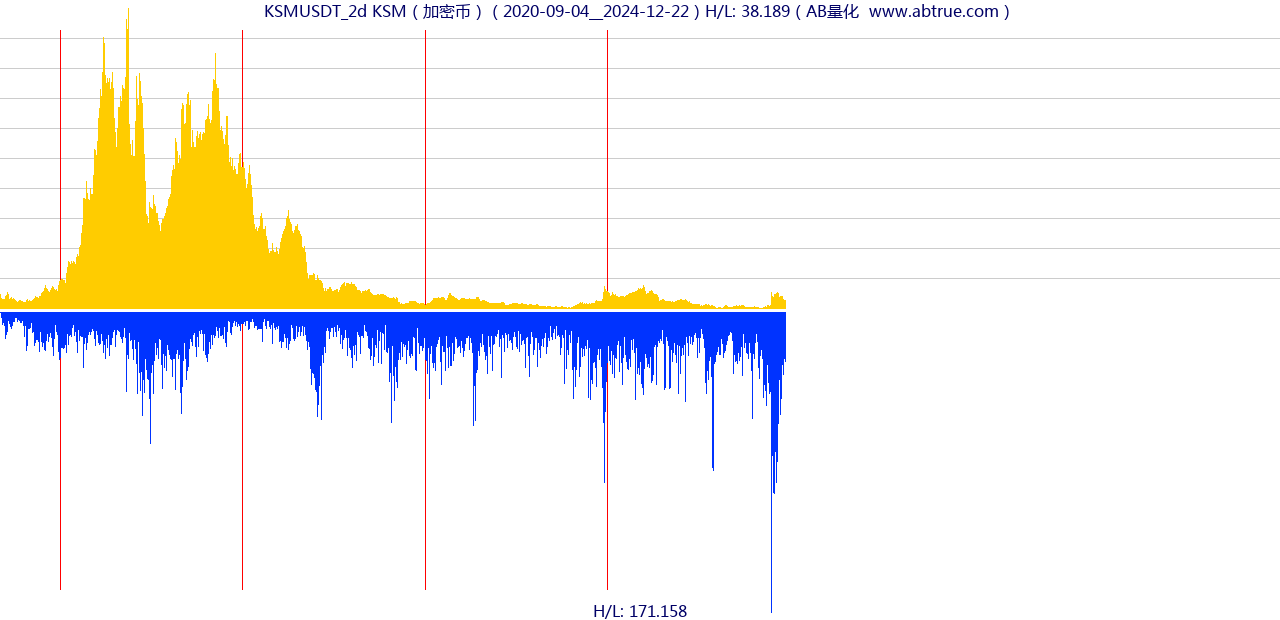 KSMUSDT_2d KSM（加密币）（2020-09-04__2024-12-22）H/L: 38.189（AB量化  www.abtrue.com）
H/L: 171.158